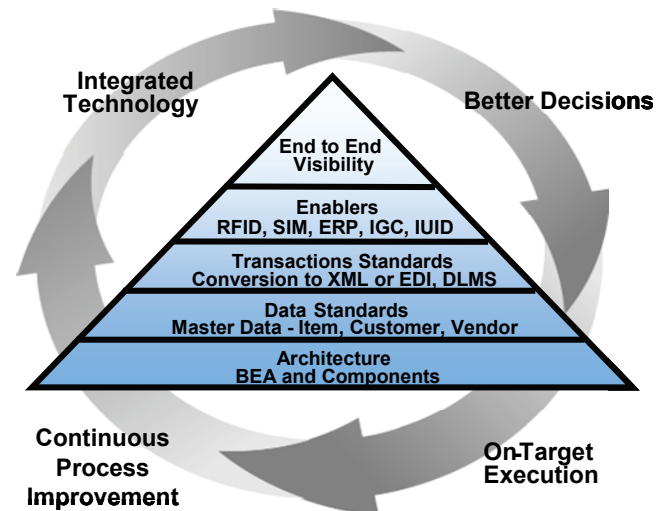 Integrated
Technology
Better Decisions
End to End
Visibility
Enablers
RFID, SIM, ERP, IGC, IUID
Transactions Standards
Conversion to XML or EDI, DLMS
Data Standards
Master Data - Item, Customer, Vendor
Architecture
BEA and Components
Continuous
Process
Improvement
On-Target
Execution